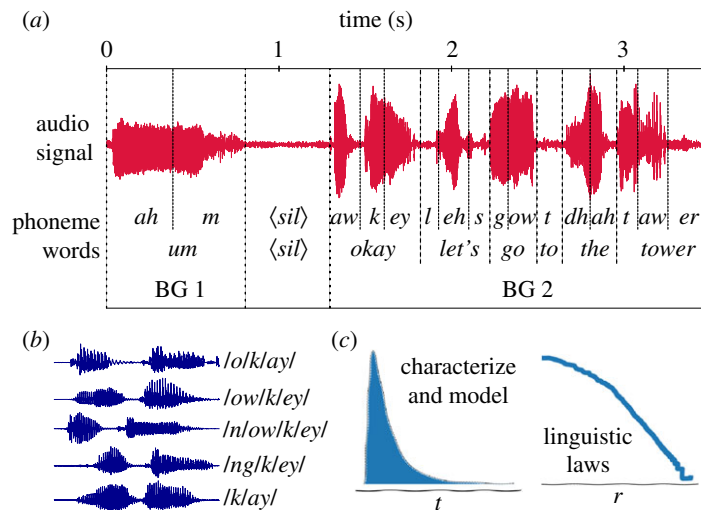 (a) time (s)
0 1 2 3
audio
signal
phoneme ah m ⟨sil⟩ aw k ey l eh s g ow t dh ah t aw er
words um ⟨sil⟩ okay let's go to the tower
BG 1 BG 2
(b) (c)
/o/k/ay/
/ow/k/ey/
/n/ow/k/ey/
/ng/k/ey/
/k/ay/
characterize
and model
t
linguistic
laws
r